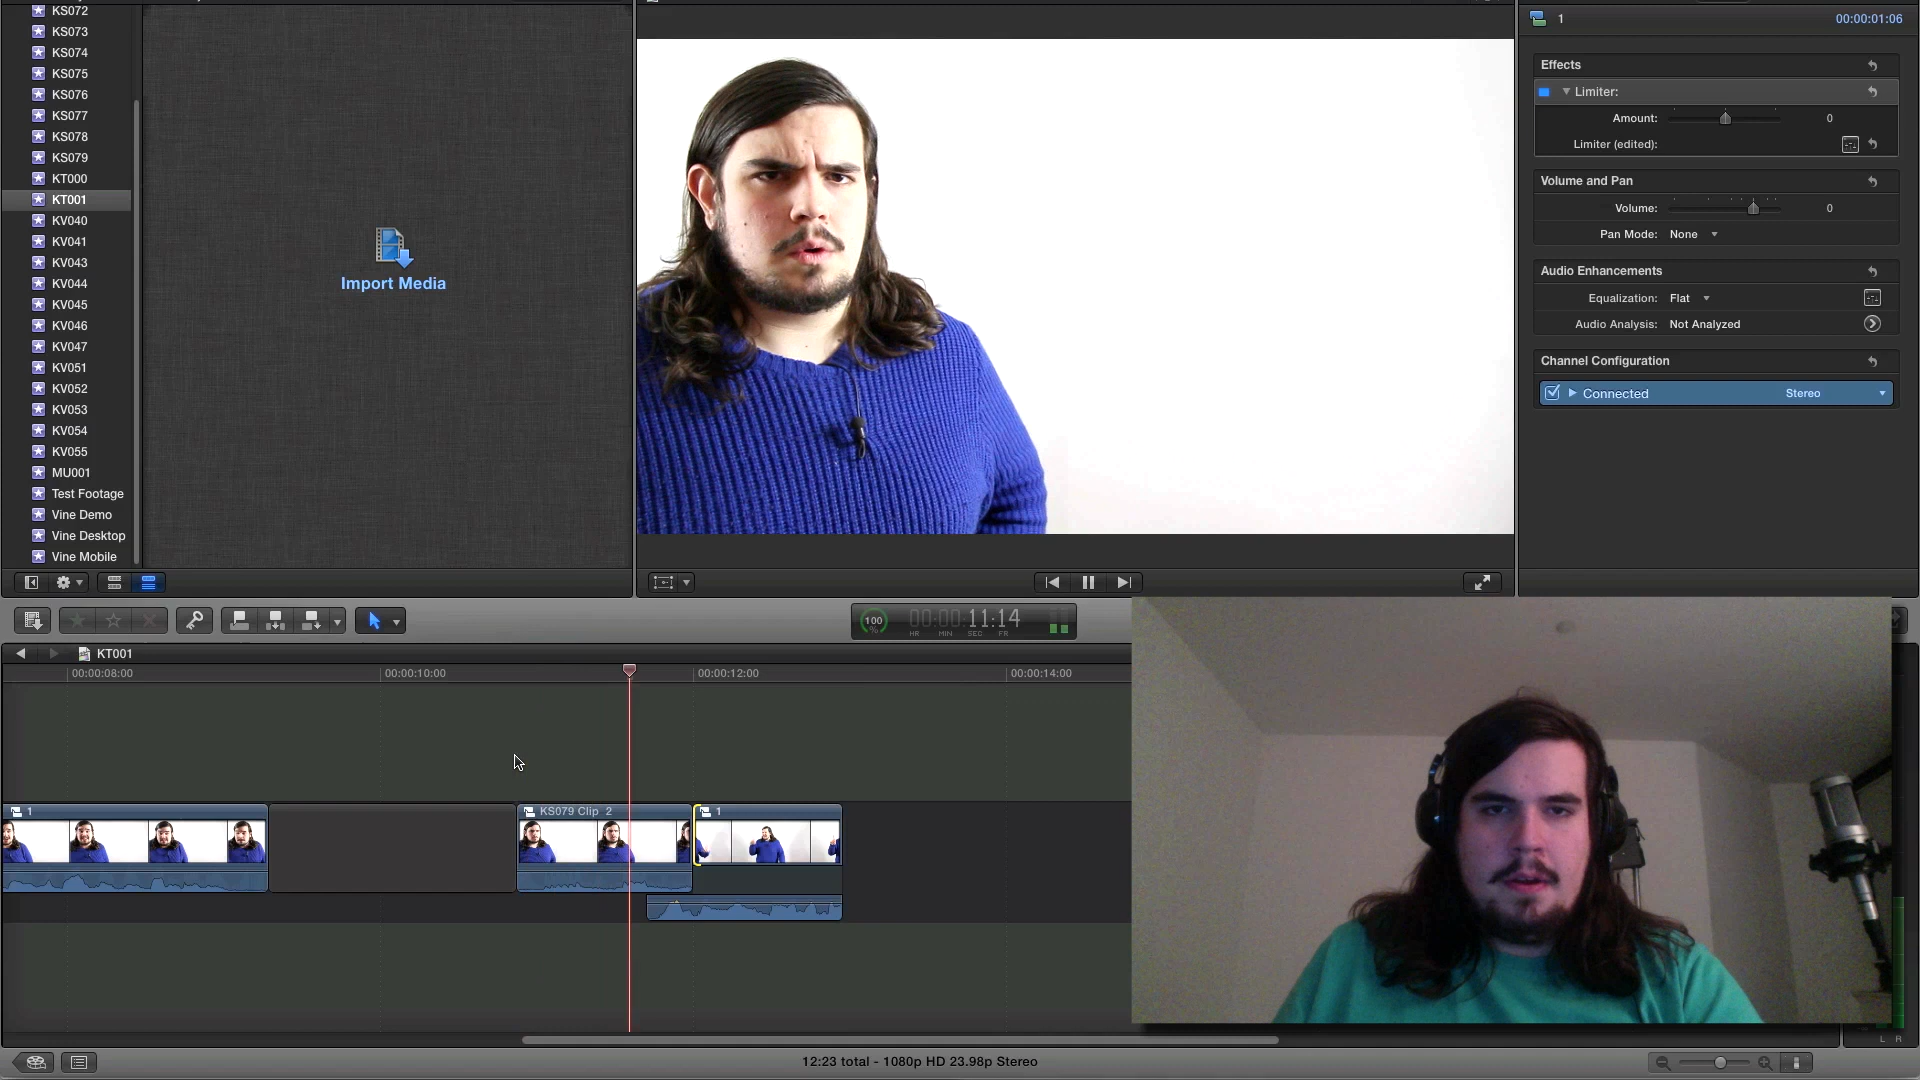 KS072
KS073
KS074
KS075
KS076
KS077
KS078
KS079
KT000
KT001
KV040
KV041
KV043
KV044
KV045
KV046
KV047
KV051
KV052
KV053
KV054
KV055
MU001
Test Footage
Vine Demo
Vine Desktop
Vine Mobile
Import Media
1 00:00:01:06
Effects
Limiter:
Amount: 0
Limiter (edited):
Volume and Pan
Volume: 0
Pan Mode: None
Audio Enhancements
Equalization: Flat
Audio Analysis: Not Analyzed
Channel Configuration
Connected Stereo
100 % 00:00:11:14
HR MIN SEC FR
KT001
00:00:08:00 00:00:10:00 00:00:12:00 00:00:14:00
1 KS079 Clip 2 1
L R
12:23 total - 1080p HD 23.98p Stereo